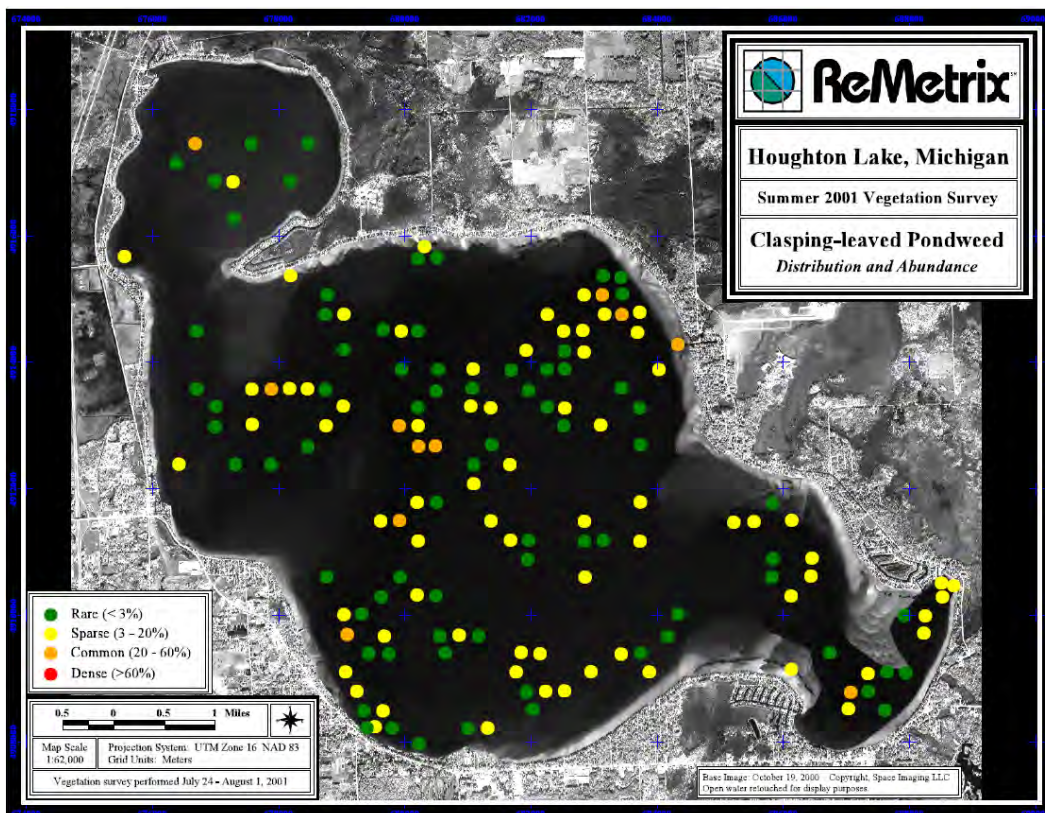 ReMetrix
Houghton Lake, Michigan
Summer 2001 Vegetation Survey
Clasping-leaved Pondweed
Distribution and Abundance
Rare (< 3%)
Sparse (3 - 20%)
Common (20 - 60%)
Dense (>60%)
0.5 0 0.5 1 Miles
Map Scale
1:62,000
Projection System: UTM Zone 16 NAD 83
Grid Units: Meters
Vegetation survey performed July 24 - August 1, 2001
Base Image: October 19, 2000 Copyright, Space Imaging LLC
Open water retouched for display purposes